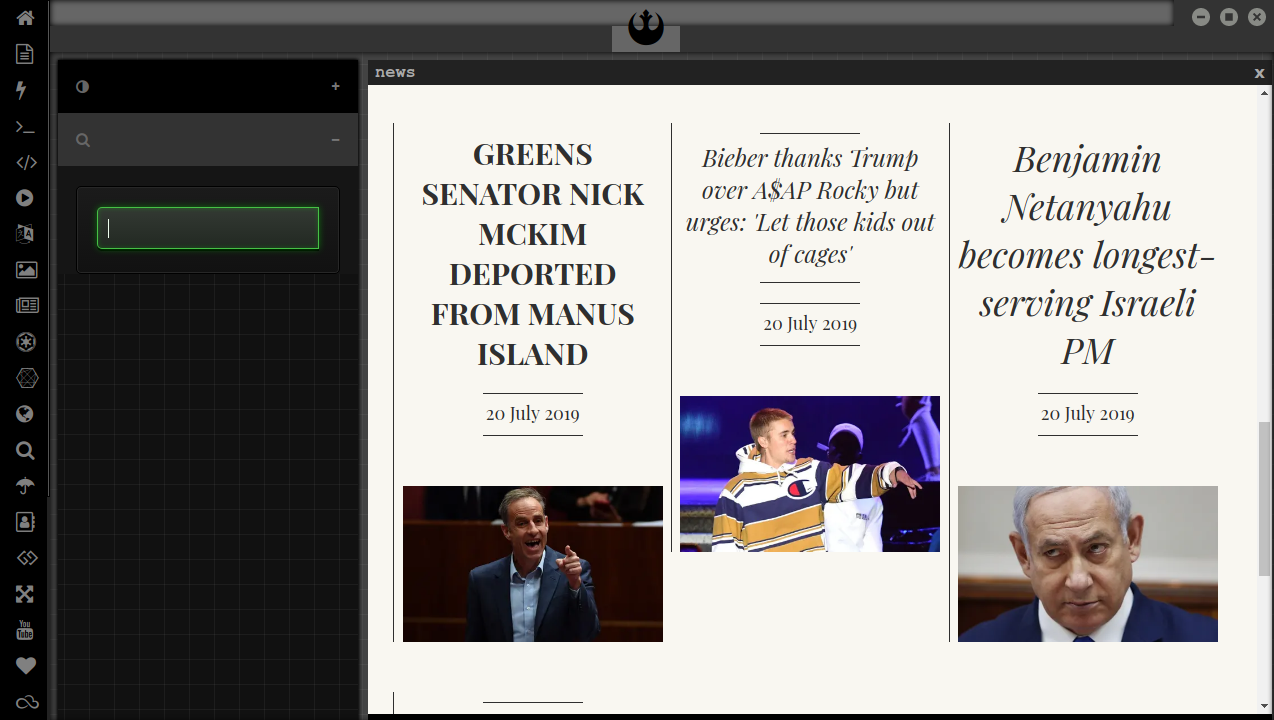 news
x
GREENS
SENATOR NICK
MCKIM
DEPORTED
FROM MANUS
ISLAND
20 July 2019
Bieber thanks Trump
over A$AP Rocky but
urges: 'Let those kids out
of cages'
20 July 2019
Benjamin
Netanyahu
becomes longest-
serving Israeli
PM
20 July 2019
You
Tube